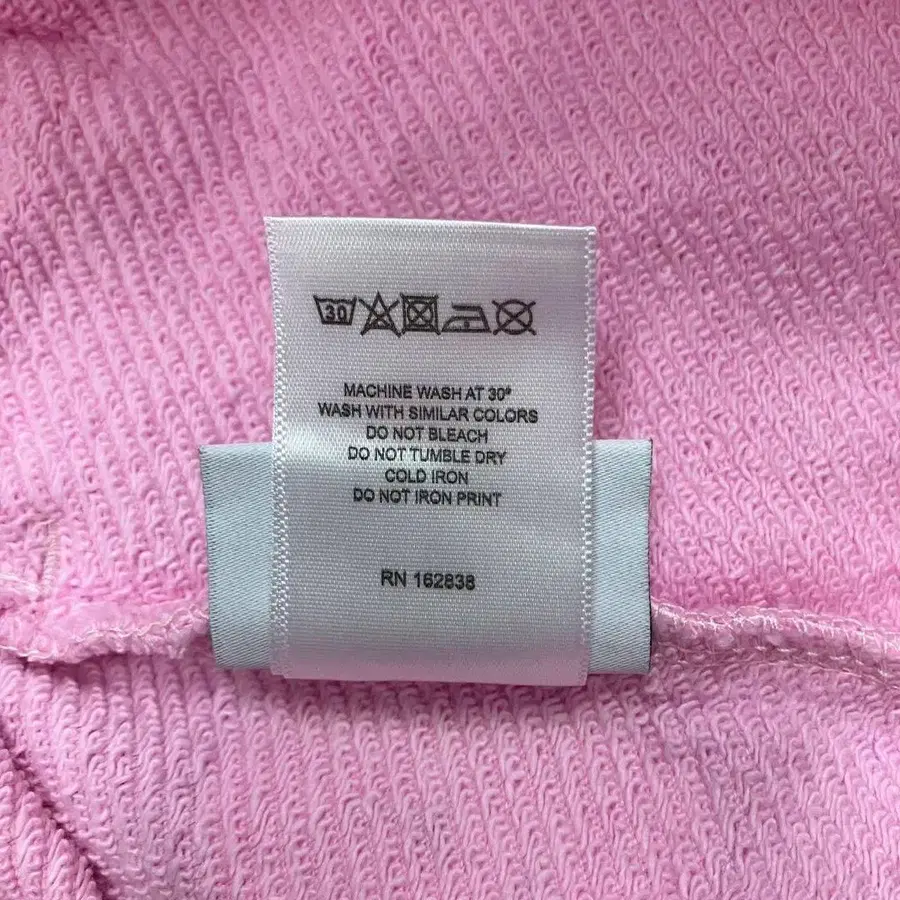 30
MACHINE WASH AT 30°
WASH WITH SIMILAR COLORS
DO NOT BLEACH
DO NOT TUMBLE DRY
COLD IRON
DO NOT IRON PRINT
RN 162838